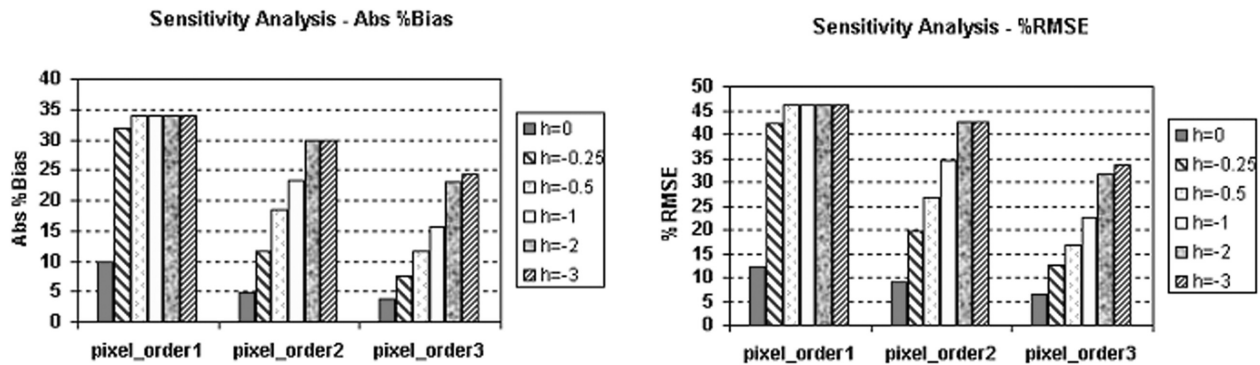 Sensitivity Analysis - Abs %Bias
Abs %Bias
40
35
30
25
20
15
10
5
0
pixel_order1 pixel_order2 pixel_order3
h=0
h=-0.25
h=-0.5
h=-1
h=-2
h=-3
Sensitivity Analysis - %RMSE
% RMSE
50
45
40
35
30
25
20
15
10
5
0
pixel_order1 pixel_order2 pixel_order3
h=0
h=-0.25
h=-0.5
h=-1
h=-2
h=-3